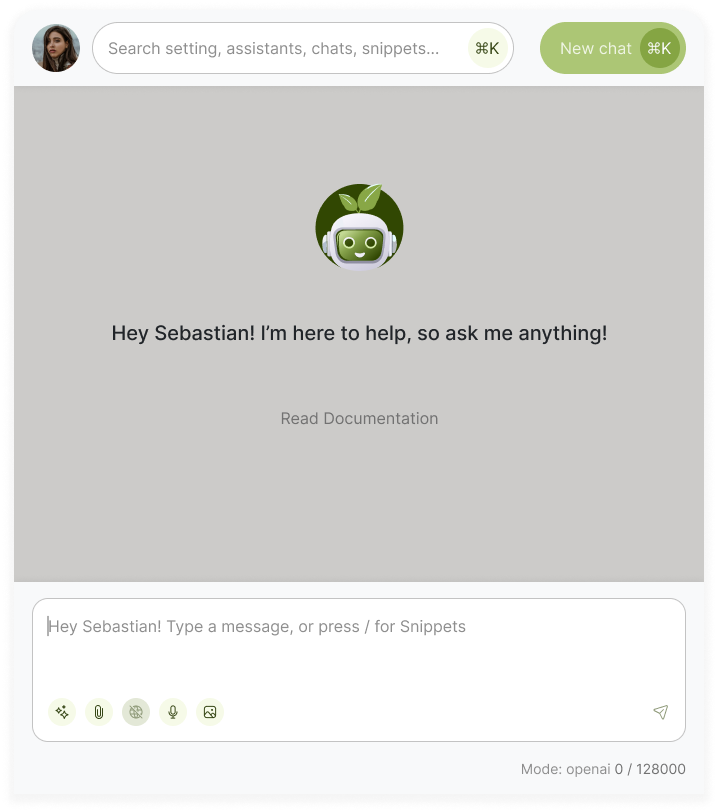 Search setting, assistants, chats, snippets...
⌘K
New chat
⌘K
Hey Sebastian! I’m here to help, so ask me anything!
Read Documentation
Hey Sebastian! Type a message, or press / for Snippets
Mode: openai 0 / 128000